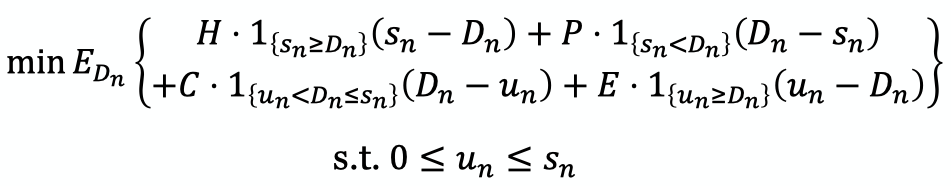 min E_{D_n} { H · 1_{\{s_n≥D_n\}}(s_n − D_n) + P · 1_{\{s_n<D_n\}}(D_n − s_n)
+C · 1_{\{u_n<D_n≤s_n\}}(D_n − u_n) + E · 1_{\{u_n≥D_n\}}(u_n − D_n) }
s.t. 0 ≤ u_n ≤ s_n